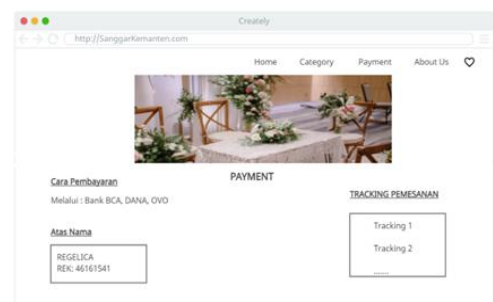 Creately
http://SanggarKemanten.com
Home Category Payment About Us
PAYMENT
Cara Pembayaran
Melalui : Bank BCA, DANA, OVO
Atas Nama
REGELICA
REK: 46161541
TRACKING PEMESANAN
Tracking 1
Tracking 2
.......